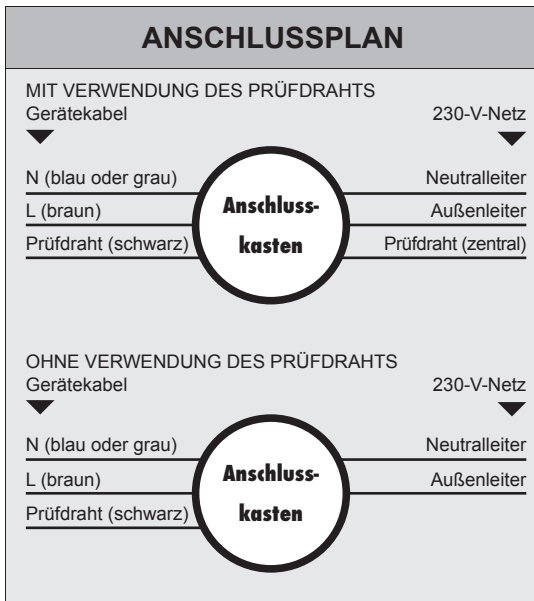 ANSCHLUSSPLAN
MIT VERWENDUNG DES PRÜFDRAHTS
Gerätekabel 230-V-Netz
N (blau oder grau) Anschluss- Neutralleiter
L (braun) kasten Außenleiter
Prüfdraht (schwarz) Prüfdraht (zentral)
OHNE VERWENDUNG DES PRÜFDRAHTS
Gerätekabel 230-V-Netz
N (blau oder grau) Anschluss- Neutralleiter
L (braun) kasten Außenleiter
Prüfdraht (schwarz)